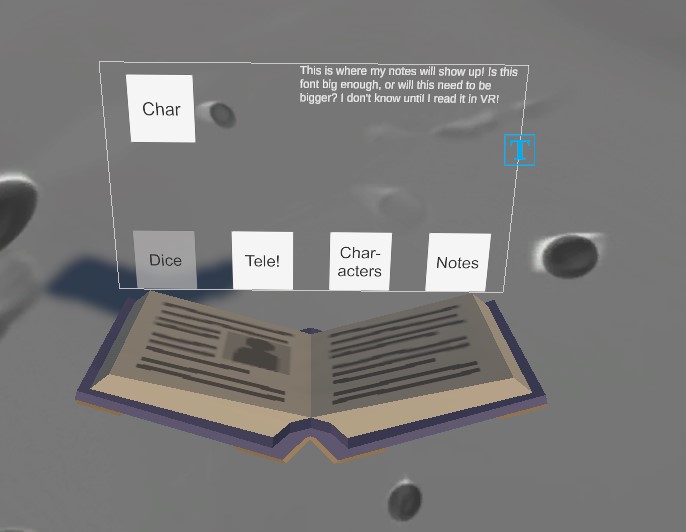 This is where my notes will show up! Is this
font big enough, or will this need to be
bigger? I don't know until I read it in VR!
Char
T
Dice
Tele!
Char-
acters
Notes